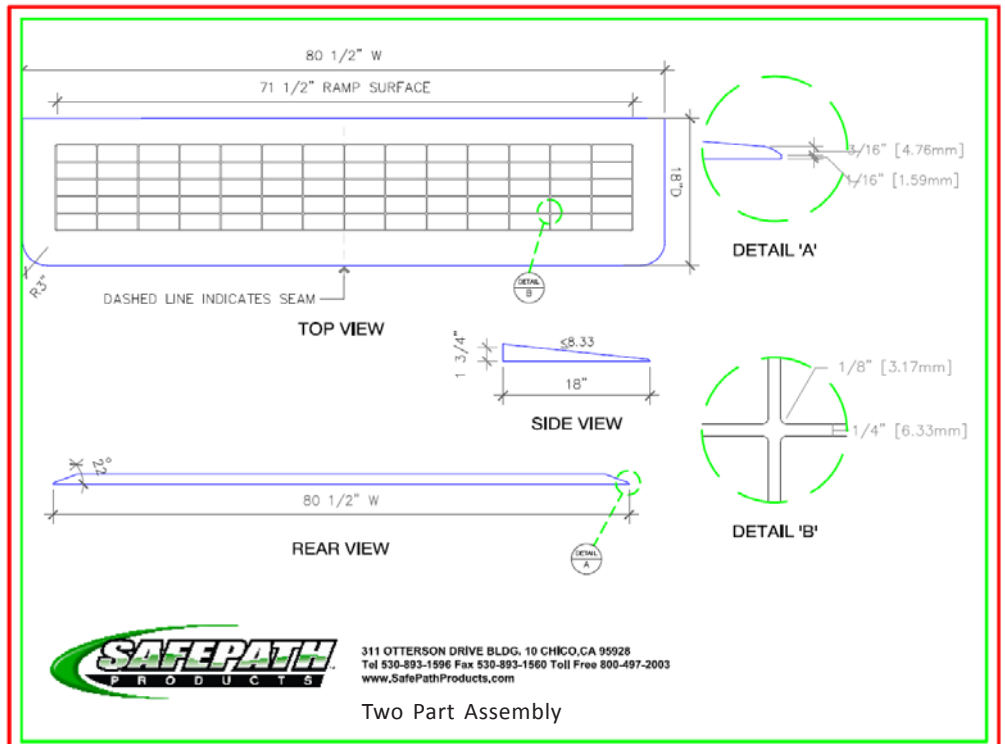 80 1/2" W
71 1/2" RAMP SURFACE
18"D
R3"
DASHED LINE INDICATES SEAM
DETAIL
B
TOP VIEW
3/16" [4.76mm]
1/16" [1.59mm]
DETAIL 'A'
1 3/4"
≤8.33
18"
SIDE VIEW
1/8" [3.17mm]
1/4" [6.33mm]
DETAIL 'B'
22°
80 1/2" W
REAR VIEW
DETAIL
A
SAFEPATH
PRODUCTS
311 OTTERSON DRIVE BLDG. 10 CHICO,CA 95928
Tel 530-893-1596 Fax 530-893-1560 Toll Free 800-497-2003
www.SafePathProducts.com
Two Part Assembly